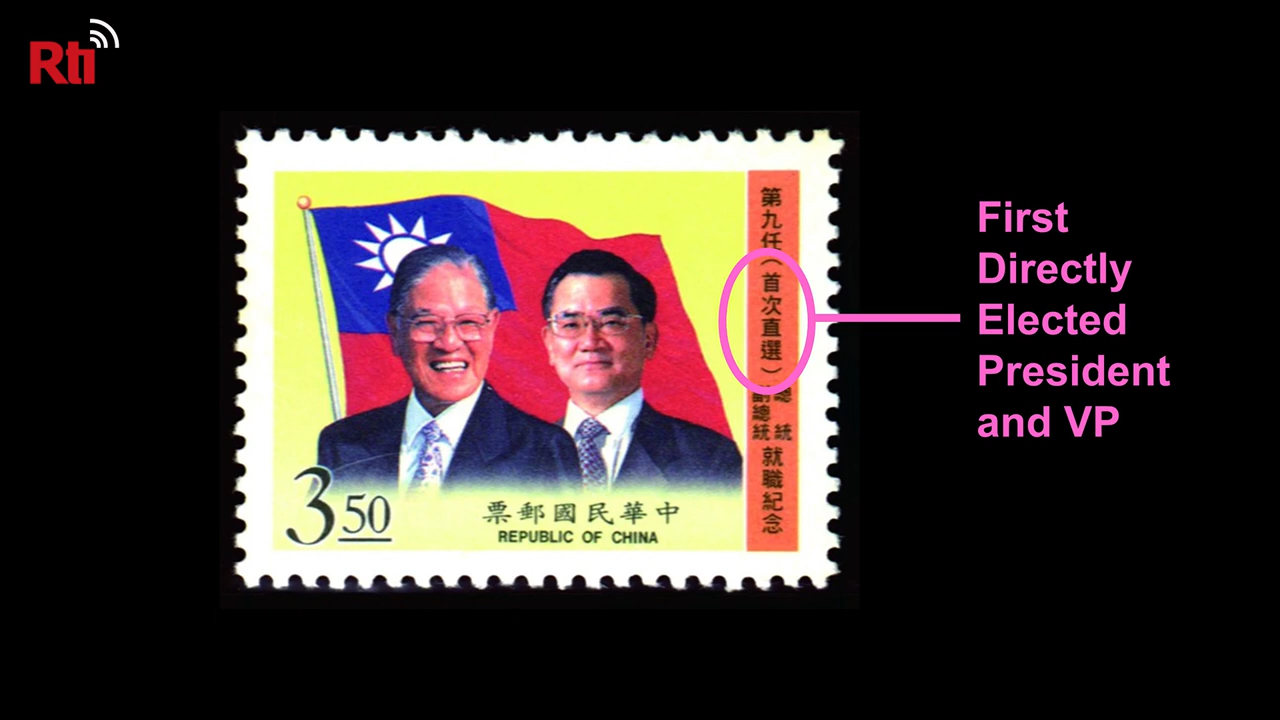 Rti
第九任(首次直選)總統
副總統
就職紀念
3.50
票郵國民華中
REPUBLIC OF CHINA
First
Directly
Elected
President
and VP